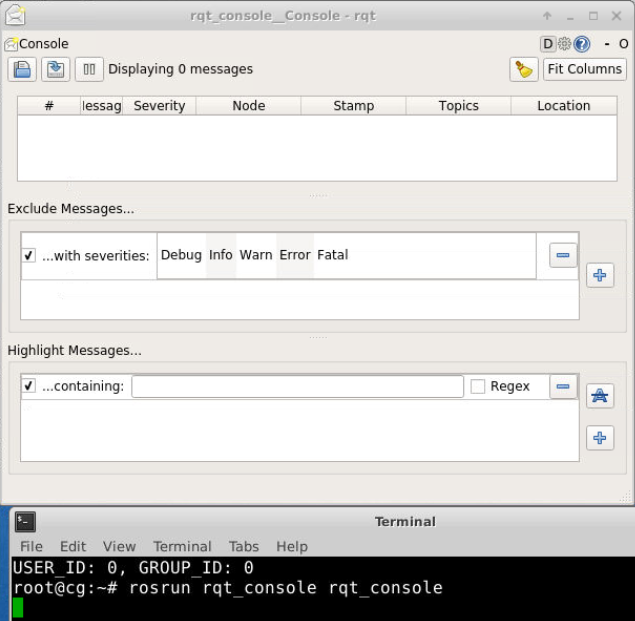 rqt_console__Console - rqt
Console
D - O
Displaying 0 messages
Fit Columns
# lessag Severity Node Stamp Topics Location
Exclude Messages...
...with severities: Debug Info Warn Error Fatal
Highlight Messages...
...containing: Regex
Terminal
File Edit View Terminal Tabs Help
USER_ID: 0, GROUP_ID: 0
root@cg:~# rosrun rqt_console rqt_console